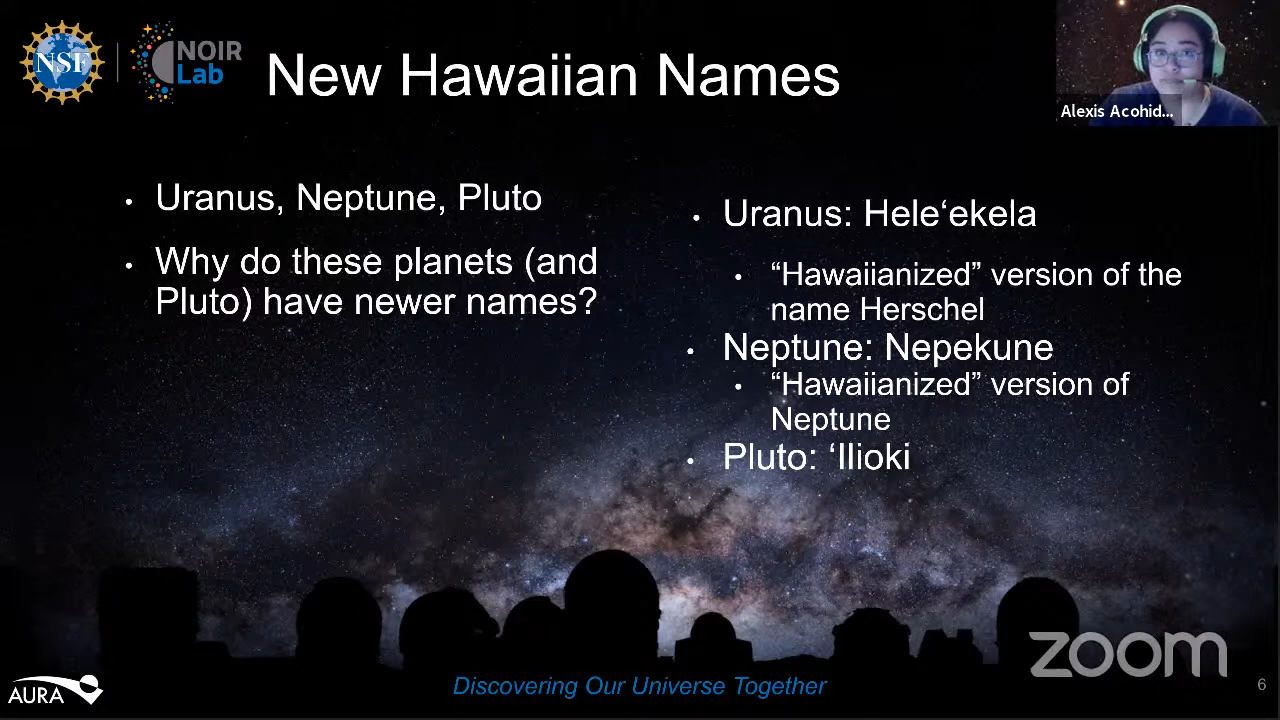 NSF
NOIR
Lab
New Hawaiian Names
Alexis Acohid...
• Uranus, Neptune, Pluto
• Why do these planets (and
Pluto) have newer names?
• Uranus: Hele‘ekela
• “Hawaiianized” version of the
name Herschel
• Neptune: Nepekune
• “Hawaiianized” version of
Neptune
• Pluto: ‘Ilioki
zoom
AURA
Discovering Our Universe Together
6